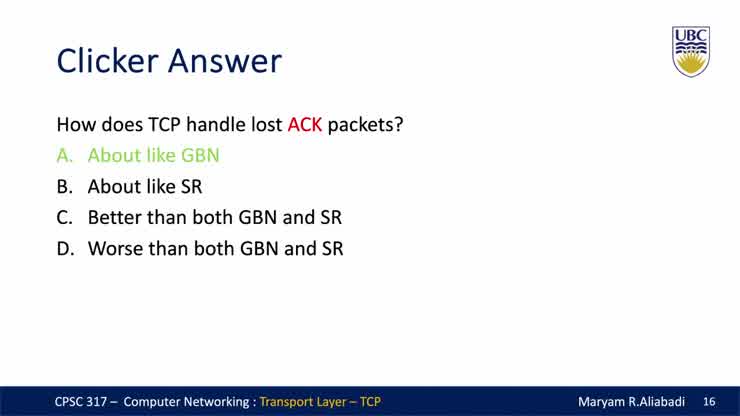 UBC
Clicker Answer
How does TCP handle lost ACK packets?
A. About like GBN
B. About like SR
C. Better than both GBN and SR
D. Worse than both GBN and SR
CPSC 317 – Computer Networking : Transport Layer – TCP
Maryam R.Aliabadi 16